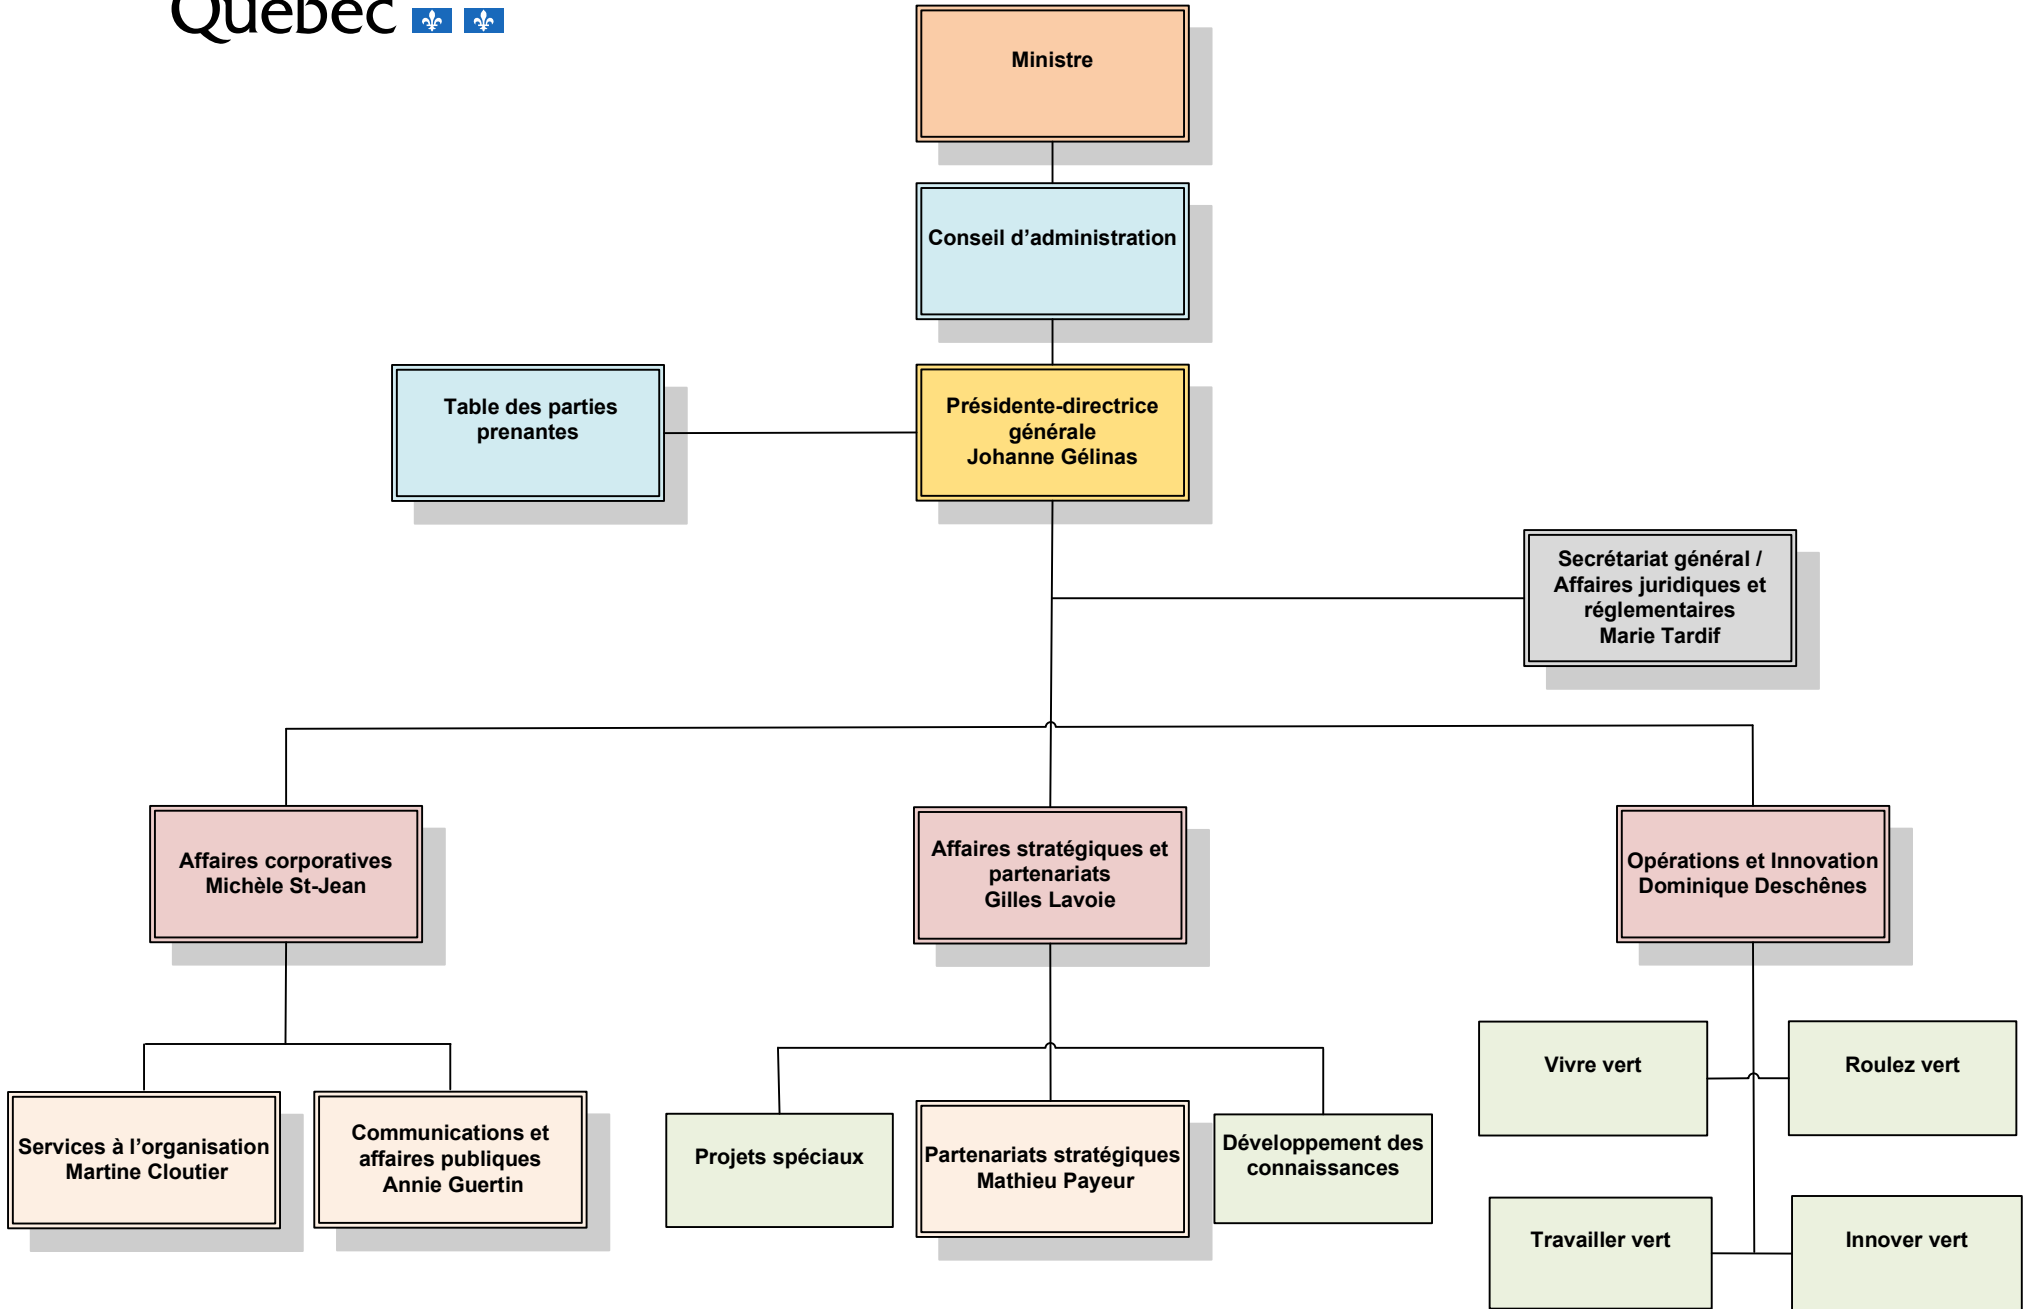 Québec
Ministre
Conseil d'administration
Table des parties
prenantes
Présidente-directrice
générale
Johanne Gélinas
Secrétariat général /
Affaires juridiques et
réglementaires
Marie Tardif
Affaires corporatives
Michèle St-Jean
Affaires stratégiques et
partenariats
Gilles Lavoie
Opérations et Innovation
Dominique Deschênes
Vivre vert
Roulez vert
Services à l'organisation
Martine Cloutier
Communications et
affaires publiques
Annie Guertin
Projets spéciaux
Partenariats stratégiques
Mathieu Payeur
Développement des
connaissances
Travailler vert
Innover vert